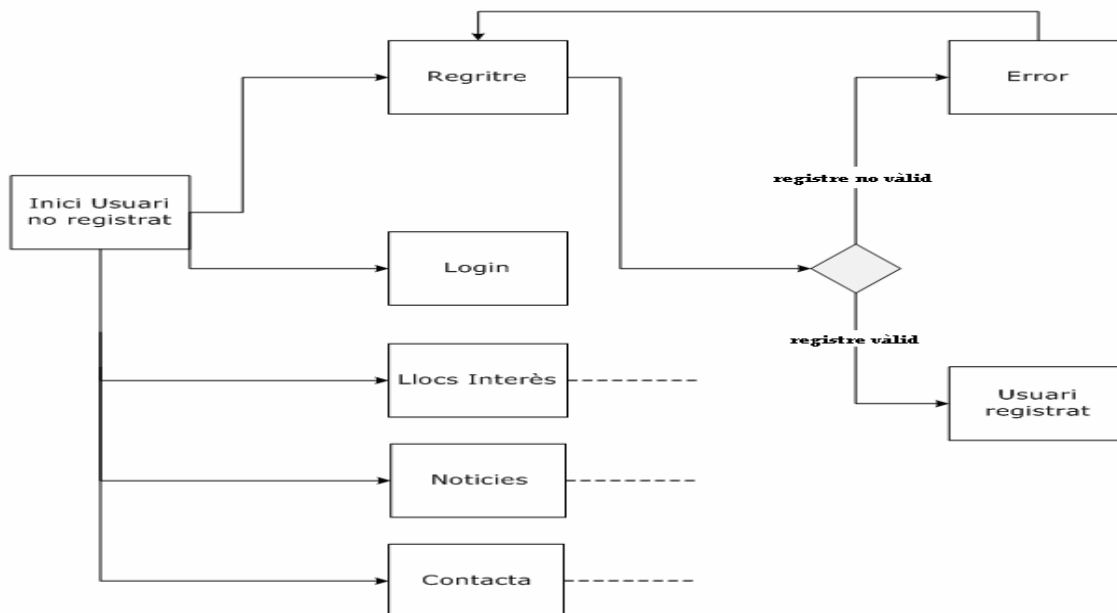 Regritre
Error
registre no vàlid
Inici Usuari
no registrat
Login
registre vàlid
Llocs Interès
Usuari
registrat
Noticies
Contacta